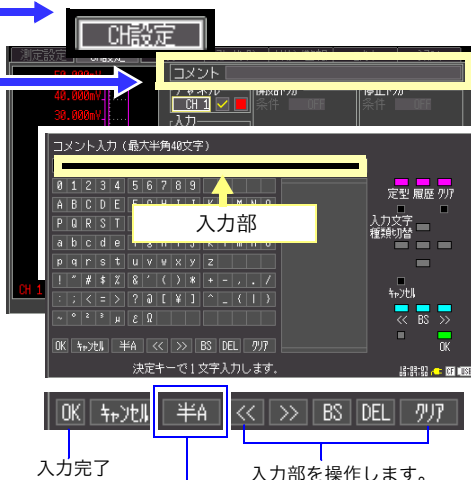 CH設定
測定設定
コメント
50.000mV
40.000mV
30.000mV
チャネル
CH 1
条件 OFF
条件 OFF
入力
コメント入力 (最大半角40文字)
0 1 2 3 4 5 6 7 8 9
A B C D E
P Q R S T
a b c d e
p q r s t u v w x y z
! " # $ % & ' ( ) * + - , . /
: ; < = > ? @ [ ¥ ] ^ _ { | }
~ ° ² ³ μ ε Ω
入力部
定型 履歴 クリア
入力文字
種類切替
キャンセル
<< BS >>
OK
CH 1
OK キャンセル 半A << >> BS DEL クリア
決定キーで1文字入力します。
OK キャンセル 半A << >> BS DEL クリア
入力完了
入力部を操作します。